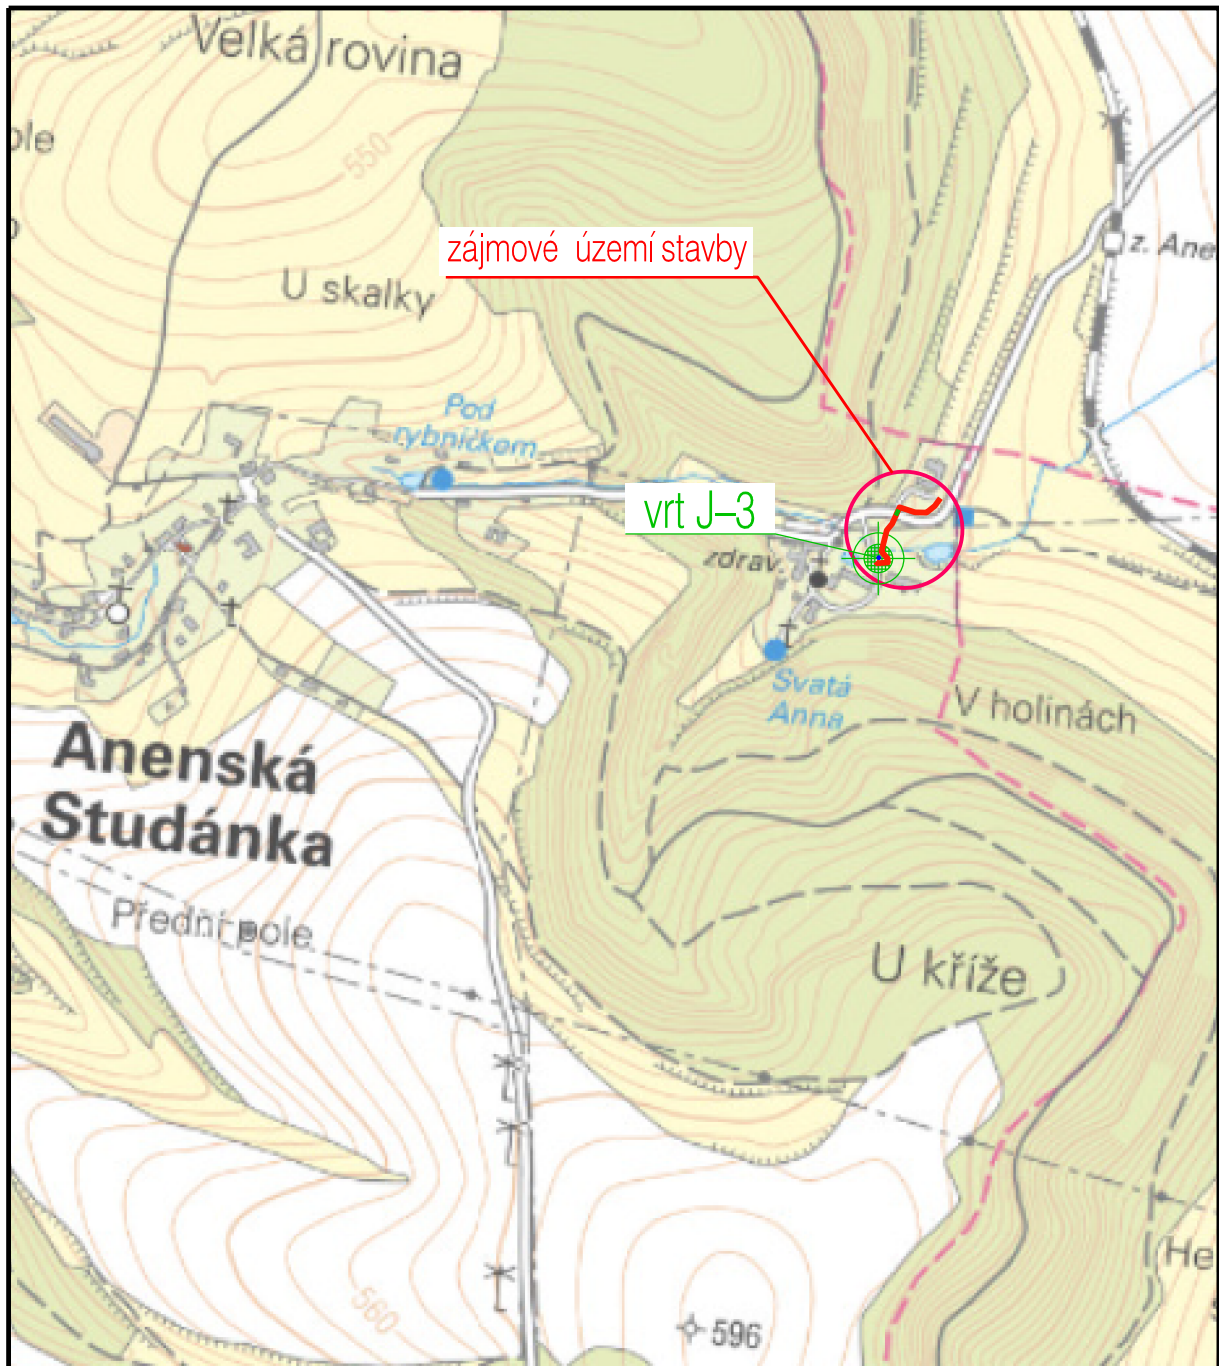 Velká rovina
ole
550
zájmové území stavby
z. Ane
U skalky
Pod
rybníčkem
vrt J–3
zdrav.
Svatá
Anna
V holinách
Anenská
Studánka
Přední pole
U kříže
He
560
596